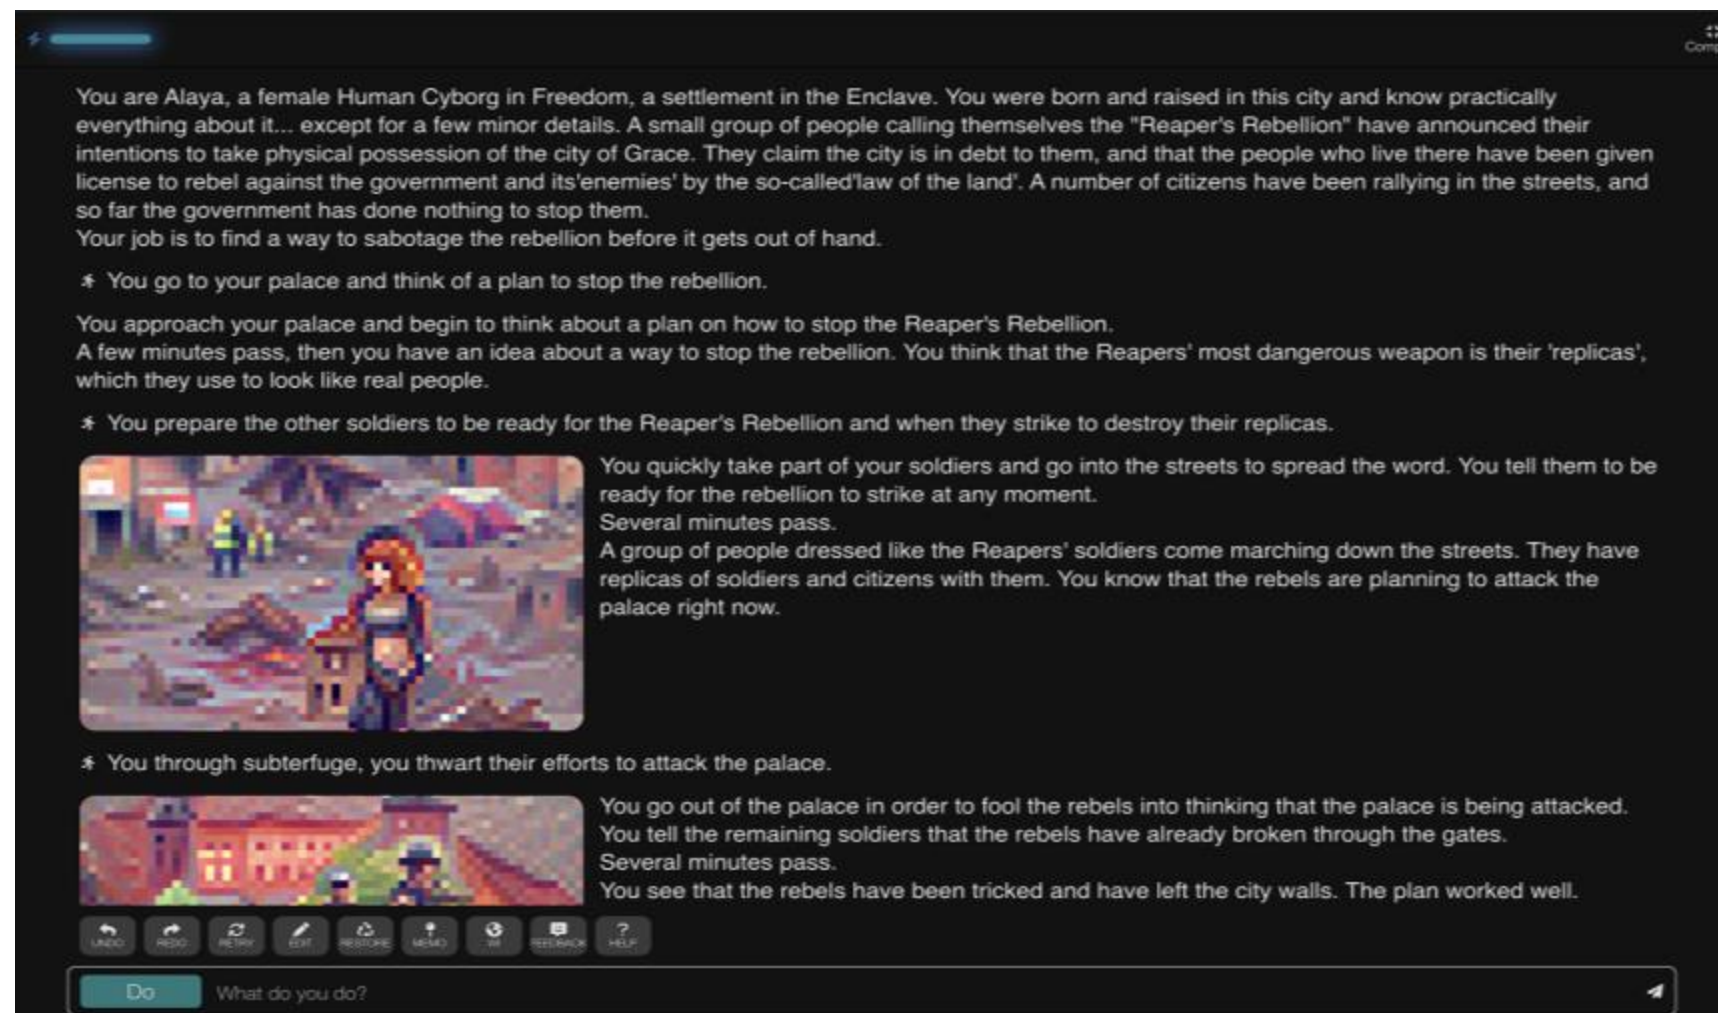 Comp
You are Alaya, a female Human Cyborg in Freedom, a settlement in the Enclave. You were born and raised in this city and know practically
everything about it... except for a few minor details. A small group of people calling themselves the "Reaper's Rebellion" have announced their
intentions to take physical possession of the city of Grace. They claim the city is in debt to them, and that the people who live there have been given
license to rebel against the government and its'enemies' by the so-called'law of the land'. A number of citizens have been rallying in the streets, and
so far the government has done nothing to stop them.
Your job is to find a way to sabotage the rebellion before it gets out of hand.
You go to your palace and think of a plan to stop the rebellion.
You approach your palace and begin to think about a plan on how to stop the Reaper's Rebellion.
A few minutes pass, then you have an idea about a way to stop the rebellion. You think that the Reapers' most dangerous weapon is their 'replicas',
which they use to look like real people.
You prepare the other soldiers to be ready for the Reaper's Rebellion and when they strike to destroy their replicas.
You quickly take part of your soldiers and go into the streets to spread the word. You tell them to be
ready for the rebellion to strike at any moment.
Several minutes pass.
A group of people dressed like the Reapers' soldiers come marching down the streets. They have
replicas of soldiers and citizens with them. You know that the rebels are planning to attack the
palace right now.
You through subterfuge, you thwart their efforts to attack the palace.
You go out of the palace in order to fool the rebels into thinking that the palace is being attacked.
You tell the remaining soldiers that the rebels have already broken through the gates.
Several minutes pass.
You see that the rebels have been tricked and have left the city walls. The plan worked well.
UNDO REDO RETRY EDIT RESTORE MEMO WI FEEDBACK HELP
Do What do you do?